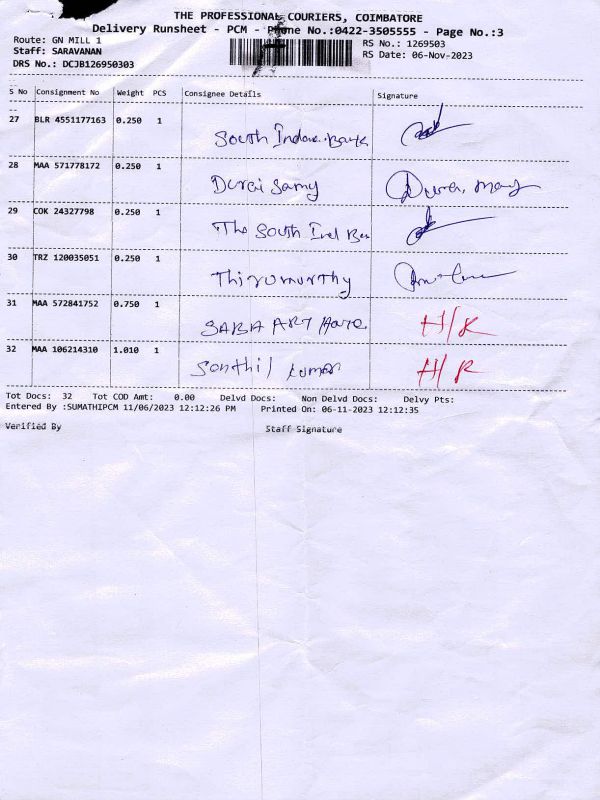 THE PROFESSIONAL COURIERS, COIMBATORE
Delivery Runsheet - PCM - Phone No.:0422-3505555 - Page No.:3
Route: GN MILL 1 RS No.: 1269503
Staff: SARAVANAN RS Date: 06-Nov-2023
DRS No.: DCJB126950303
S No Consignment No Weight PCS Consignee Details Signature
27 BLR 4551177163 0.250 1 South Indian Bank
28 MAA 571778172 0.250 1 Durai Samy
29 COK 24327798 0.250 1 The South Ind Ban
30 TRZ 120035051 0.250 1 Thirumurthy
31 MAA 572841752 0.750 1 SABA ART H/R
32 MAA 106214310 1.010 1 Senthil Kumar H/R
Tot Docs: 32 Tot COD Amt: 0.00 Delvd Docs: Non Delvd Docs: Delvy Pts:
Entered By :SUMATHIPCM 11/06/2023 12:12:26 PM Printed On: 06-11-2023 12:12:35
Verified By Staff Signature